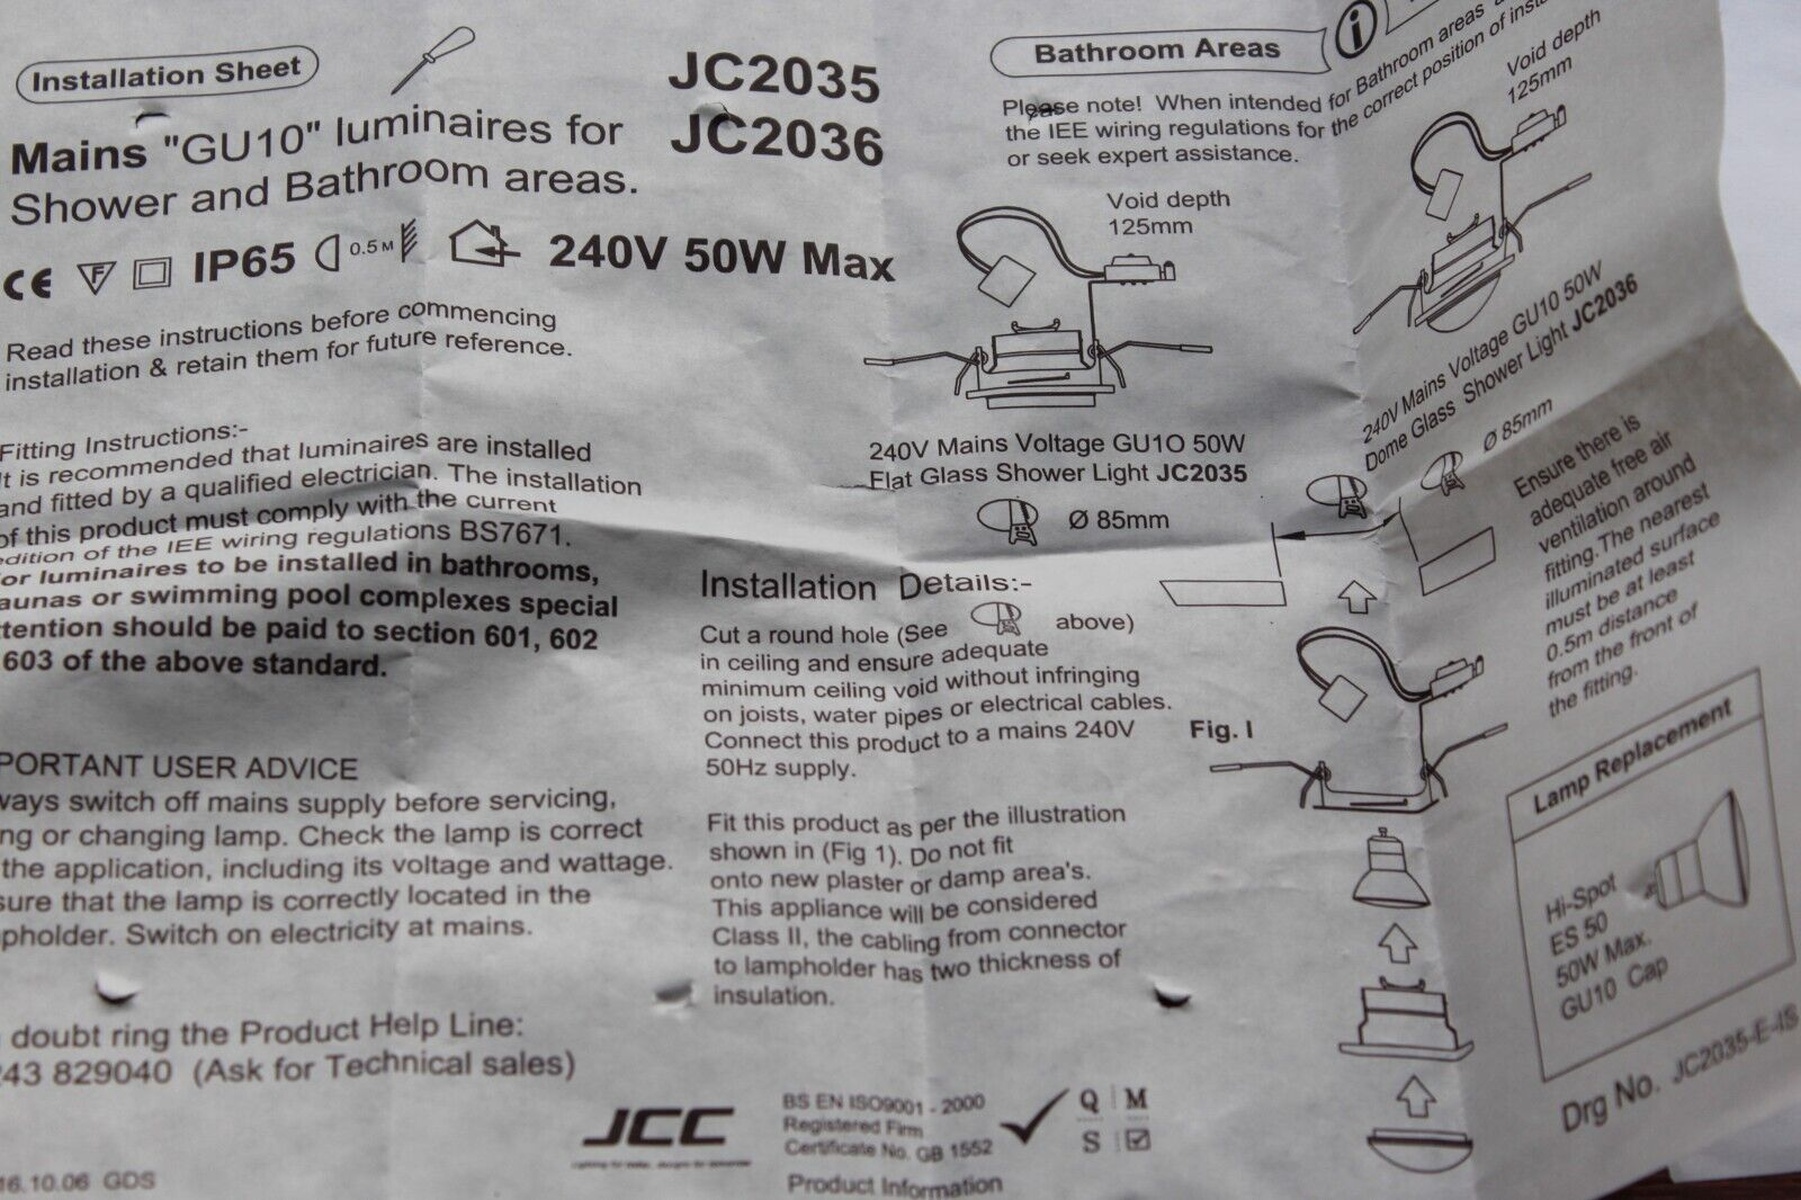 Installation Sheet
JC2035
JC2036
Mains "GU10" luminaires for
Shower and Bathroom areas.
CE F IP65 0.5M 240V 50W Max
Read these instructions before commencing
installation & retain them for future reference.
Fitting Instructions:-
It is recommended that luminaires are installed
and fitted by a qualified electrician. The installation
of this product must comply with the current
edition of the IEE wiring regulations BS7671.
or luminaires to be installed in bathrooms,
aunas or swimming pool complexes special
tention should be paid to section 601, 602
603 of the above standard.
PORTANT USER ADVICE
ways switch off mains supply before servicing,
ng or changing lamp. Check the lamp is correct
the application, including its voltage and wattage.
sure that the lamp is correctly located in the
pholder. Switch on electricity at mains.
doubt ring the Product Help Line:
243 829040 (Ask for Technical sales)
16.10.06 GDS
Bathroom Areas
i
Please note! When intended for Bathroom areas
the IEE wiring regulations for the correct position of
or seek expert assistance.
Void depth
125mm
240V Mains Voltage GU1O 50W
Flat Glass Shower Light JC2035
Ø 85mm
Void depth
125mm
240V Mains Voltage GU10 50W
Dome Glass Shower Light JC2036
Ø 85mm
Installation Details:-
Cut a round hole (See above)
in ceiling and ensure adequate
minimum ceiling void without infringing
on joists, water pipes or electrical cables.
Connect this product to a mains 240V
50Hz supply.
Fit this product as per the illustration
shown in (Fig 1). Do not fit
onto new plaster or damp area's.
This appliance will be considered
Class II, the cabling from connector
to lampholder has two thickness of
insulation.
Fig. I
Ensure there is
adequate free air
ventilation around
fitting.The nearest
illuminated surface
must be at least
0.5m distance
from the front of
the fitting.
Lamp Replacement
Hi-Spot
ES 50
50W Max.
GU10 Cap
Drg No. JC2035-E-IS
JCC
BS EN ISO9001 - 2000
Registered Firm
Certificate No. GB 1552
Q M
S
Product Information